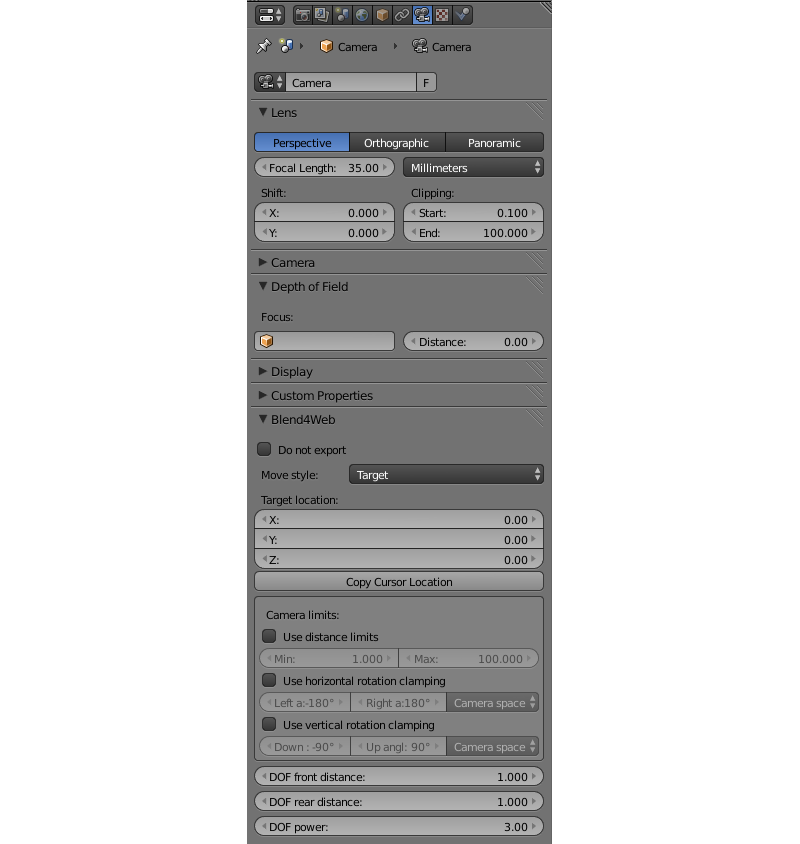 Camera Camera
Camera F
Lens
Perspective Orthographic Panoramic
Focal Length: 35.00 Millimeters
Shift: Clipping:
X: 0.000 Start: 0.100
Y: 0.000 End: 100.000
Camera
Depth of Field
Focus:
Distance: 0.00
Display
Custom Properties
Blend4Web
Do not export
Move style: Target
Target location:
X: 0.00
Y: 0.00
Z: 0.00
Copy Cursor Location
Camera limits:
Use distance limits
Min: 1.000 Max: 100.000
Use horizontal rotation clamping
Left a:-180° Right a:180° Camera space
Use vertical rotation clamping
Down : -90° Up angl: 90° Camera space
DOF front distance: 1.000
DOF rear distance: 1.000
DOF power: 3.00